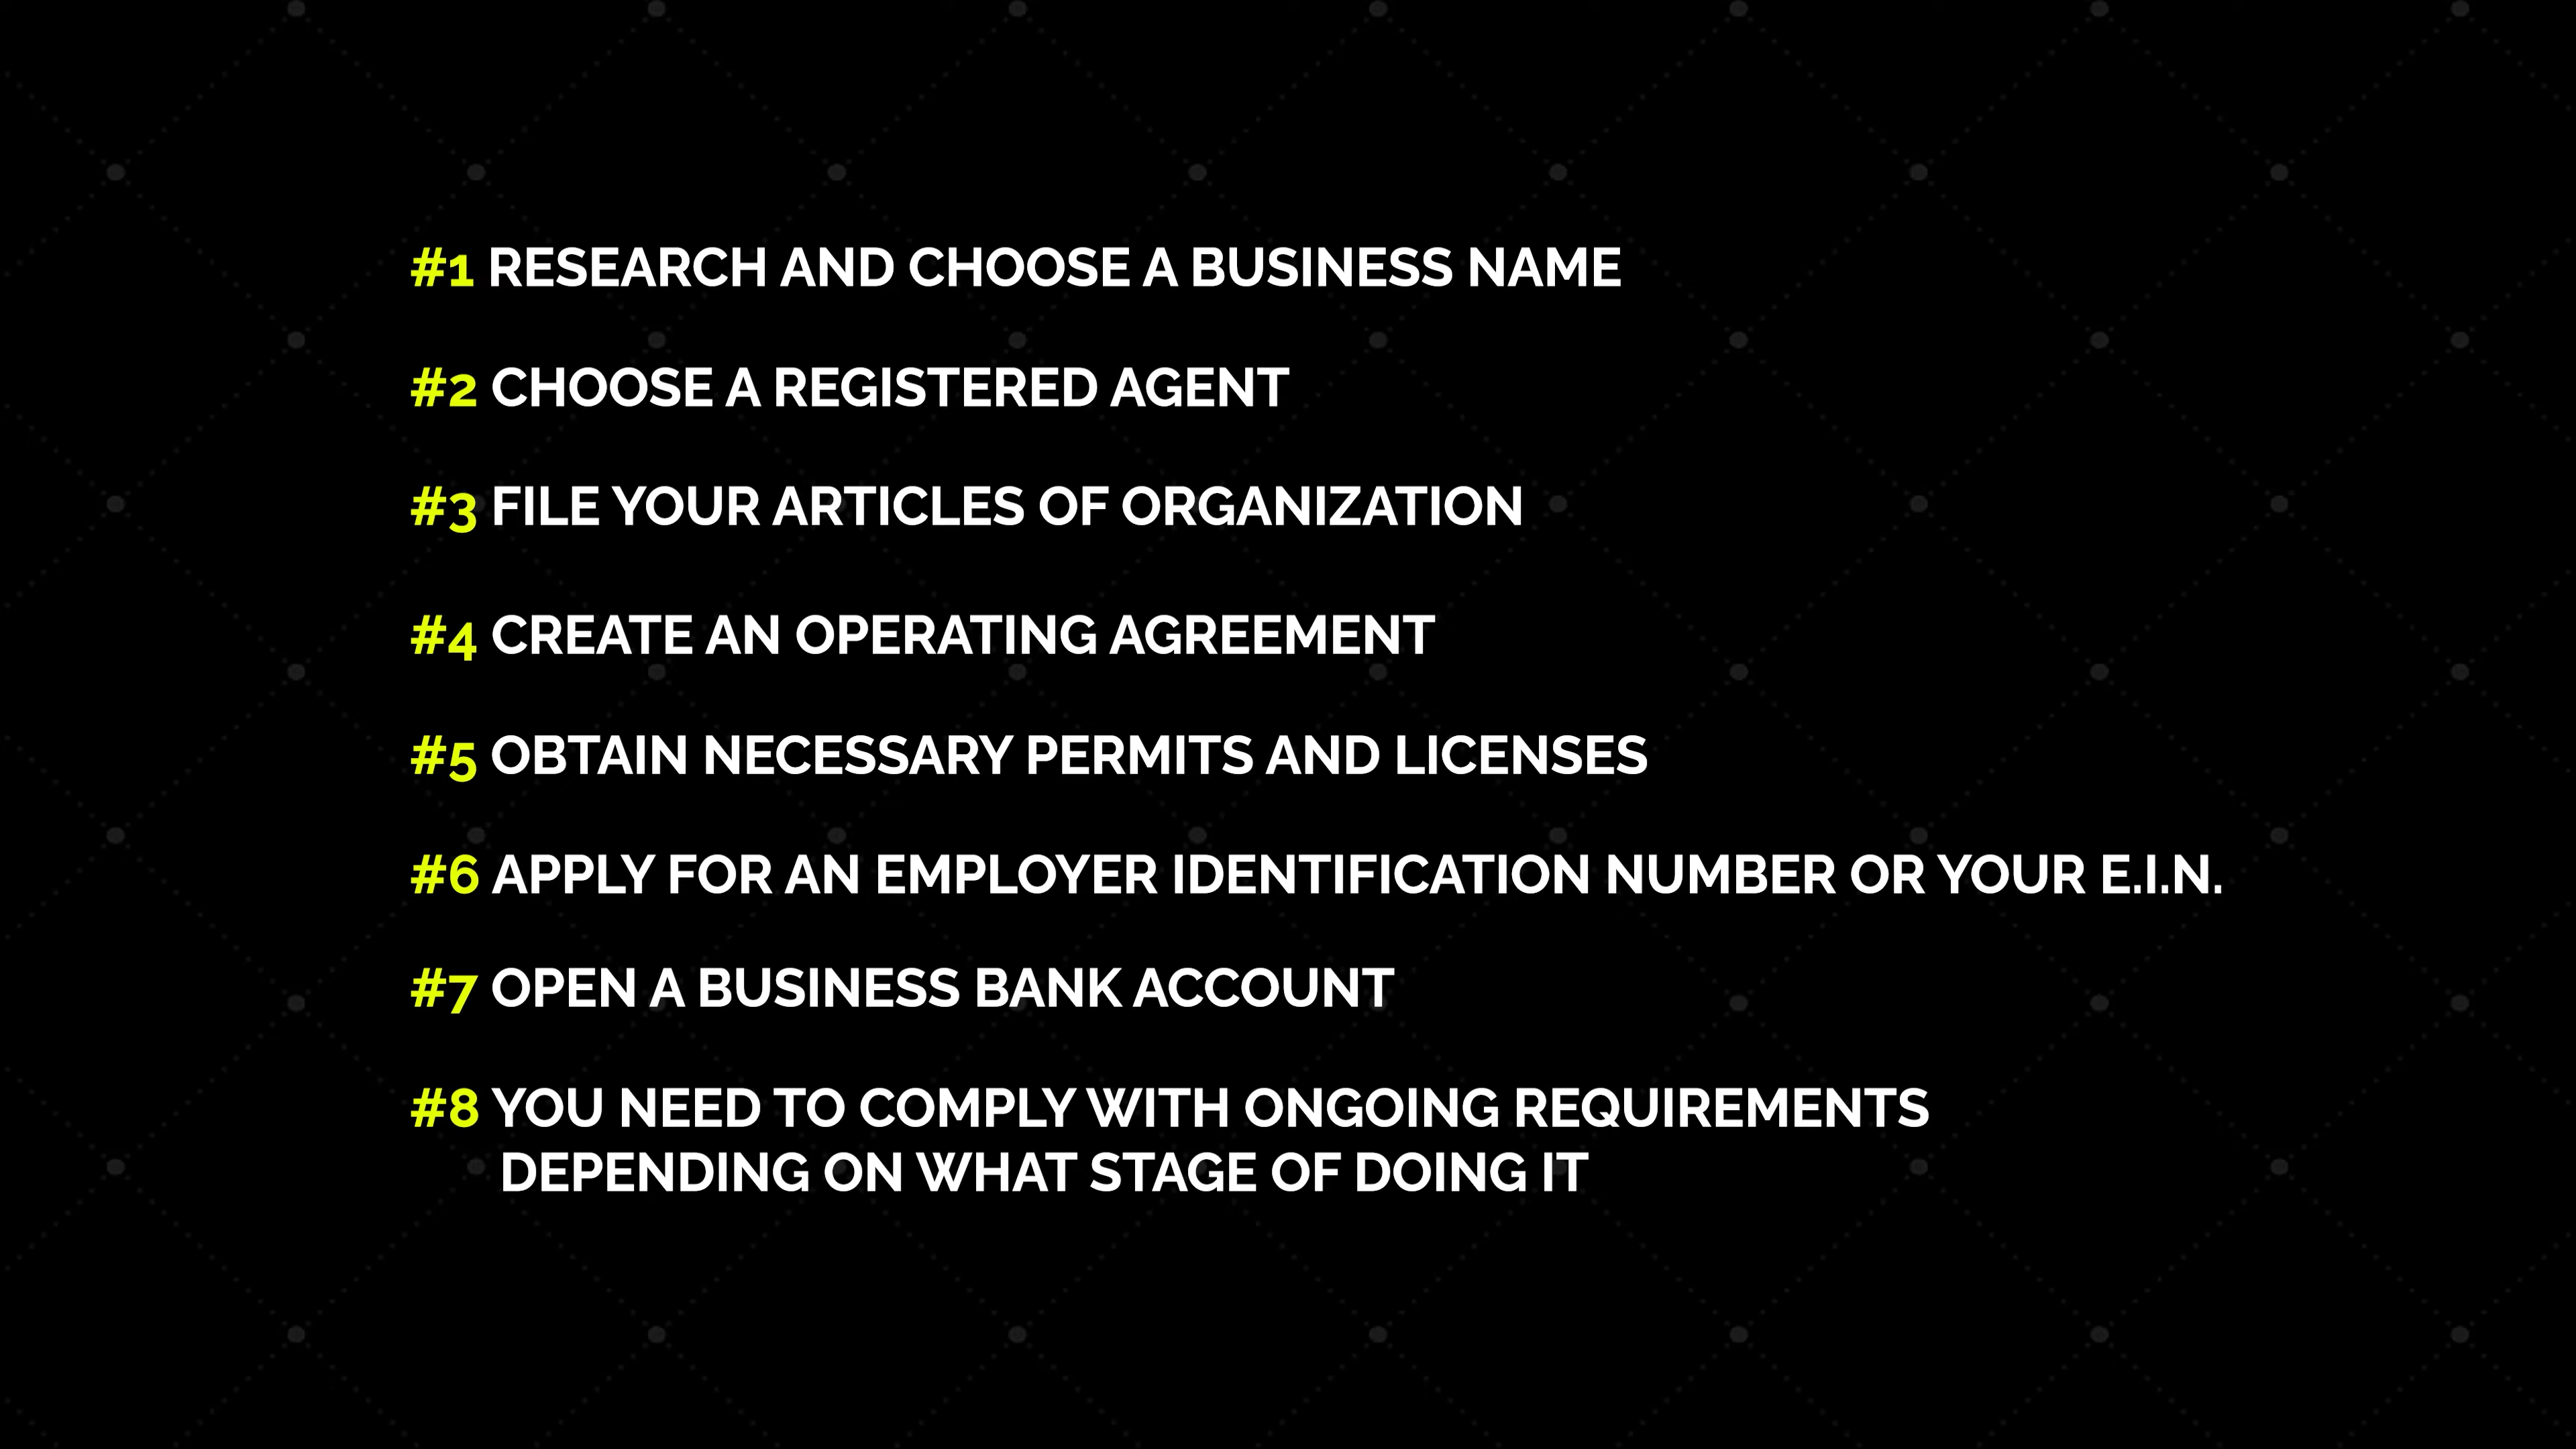 #1 RESEARCH AND CHOOSE A BUSINESS NAME
#2 CHOOSE A REGISTERED AGENT
#3 FILE YOUR ARTICLES OF ORGANIZATION
#4 CREATE AN OPERATING AGREEMENT
#5 OBTAIN NECESSARY PERMITS AND LICENSES
#6 APPLY FOR AN EMPLOYER IDENTIFICATION NUMBER OR YOUR E.I.N.
#7 OPEN A BUSINESS BANK ACCOUNT
#8 YOU NEED TO COMPLY WITH ONGOING REQUIREMENTS
DEPENDING ON WHAT STAGE OF DOING IT